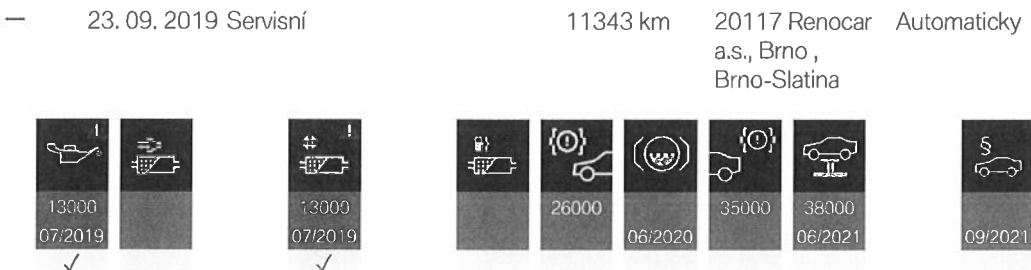 — 23. 09. 2019 Servisní 11343 km 20117 Renocar Automaticky
a.s., Brno ,
Brno-Slatina
! !
§
13000 13000 26000 35000 38000
07/2019 07/2019 06/2020 06/2021 09/2021
✓ ✓